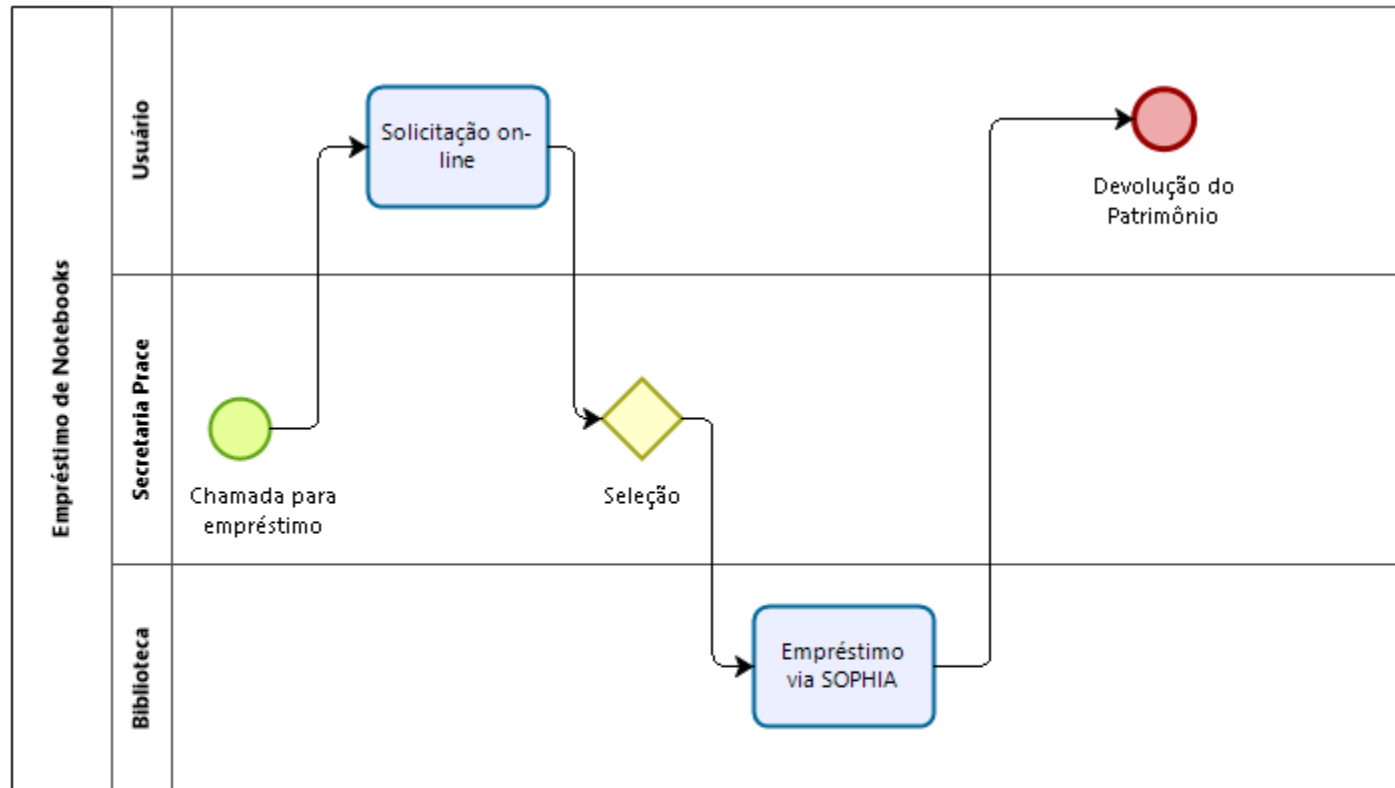 Empréstimo de Notebooks
Usuário
Solicitação on-
line
Devolução do
Patrimônio
Secretaria Prace
Chamada para
empréstimo
Seleção
Biblioteca
Empréstimo
via SOPHIA